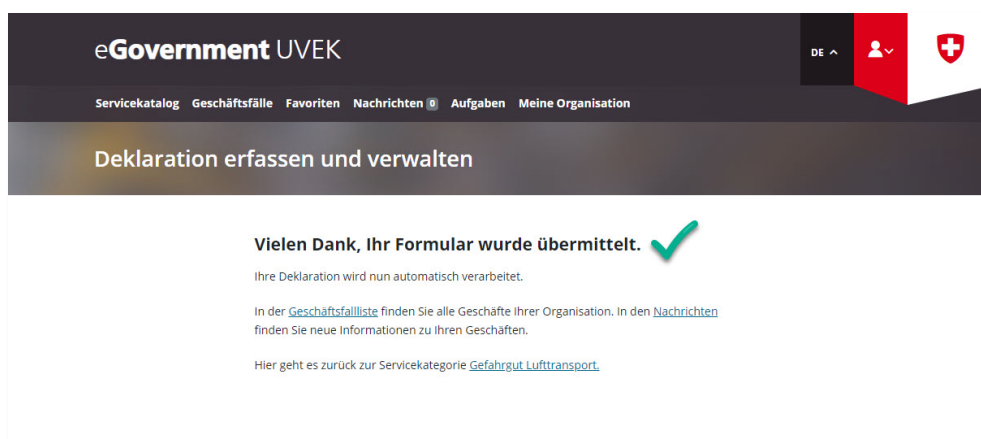 eGovernment UVEK
DE
Servicekatalog Geschäftsfälle Favoriten Nachrichten 0 Aufgaben Meine Organisation
Deklaration erfassen und verwalten
Vielen Dank, Ihr Formular wurde übermittelt.
Ihre Deklaration wird nun automatisch verarbeitet.
In der Geschäftsfallliste finden Sie alle Geschäfte Ihrer Organisation. In den Nachrichten
finden Sie neue Informationen zu Ihren Geschäften.
Hier geht es zurück zur Servicekategorie Gefahrgut Lufttransport.